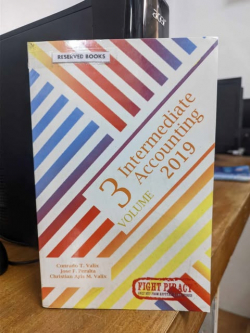 RESERVED BOOKS
3
Intermediate
Accounting
VOLUME
2019
Conrado T. Valix
Jose F. Peralta
Christian Aris M. Valix
FIGHT PIRACY